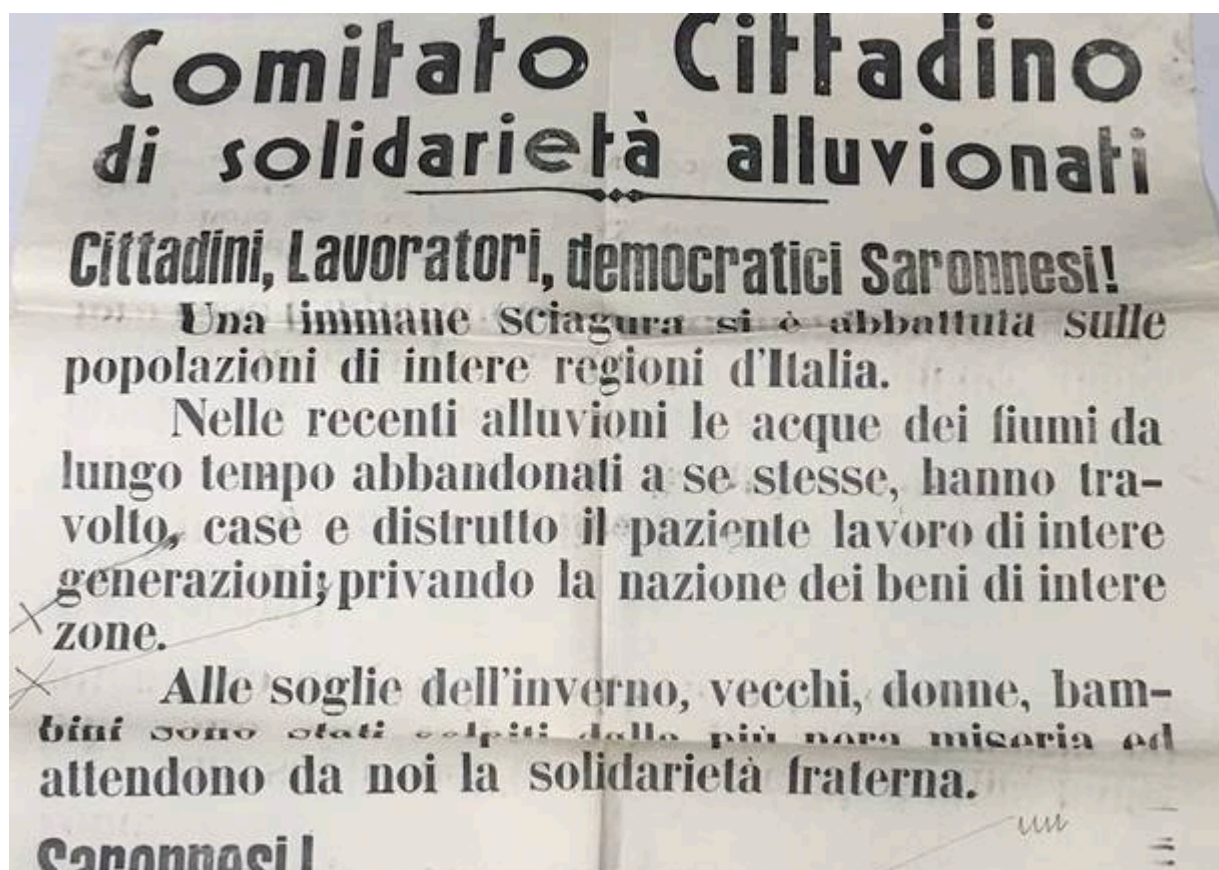 Comitato Cittadino
di solidarietà alluvionati
Cittadini, Lavoratori, democratici Saronnesi!
Una immane sciagura si è abbattuta sulle
popolazioni di intere regioni d'Italia.
Nelle recenti alluvioni le acque dei fiumi da
lungo tempo abbandonati a se stesse, hanno tra-
volto, case e distrutto il paziente lavoro di intere
generazioni; privando la nazione dei beni di intere
zone.
Alle soglie dell'inverno, vecchi, donne, bam-
bini sono stati colpiti dalla più nera miseria ed
attendono da noi la solidarietà fraterna.
Saronnesi!